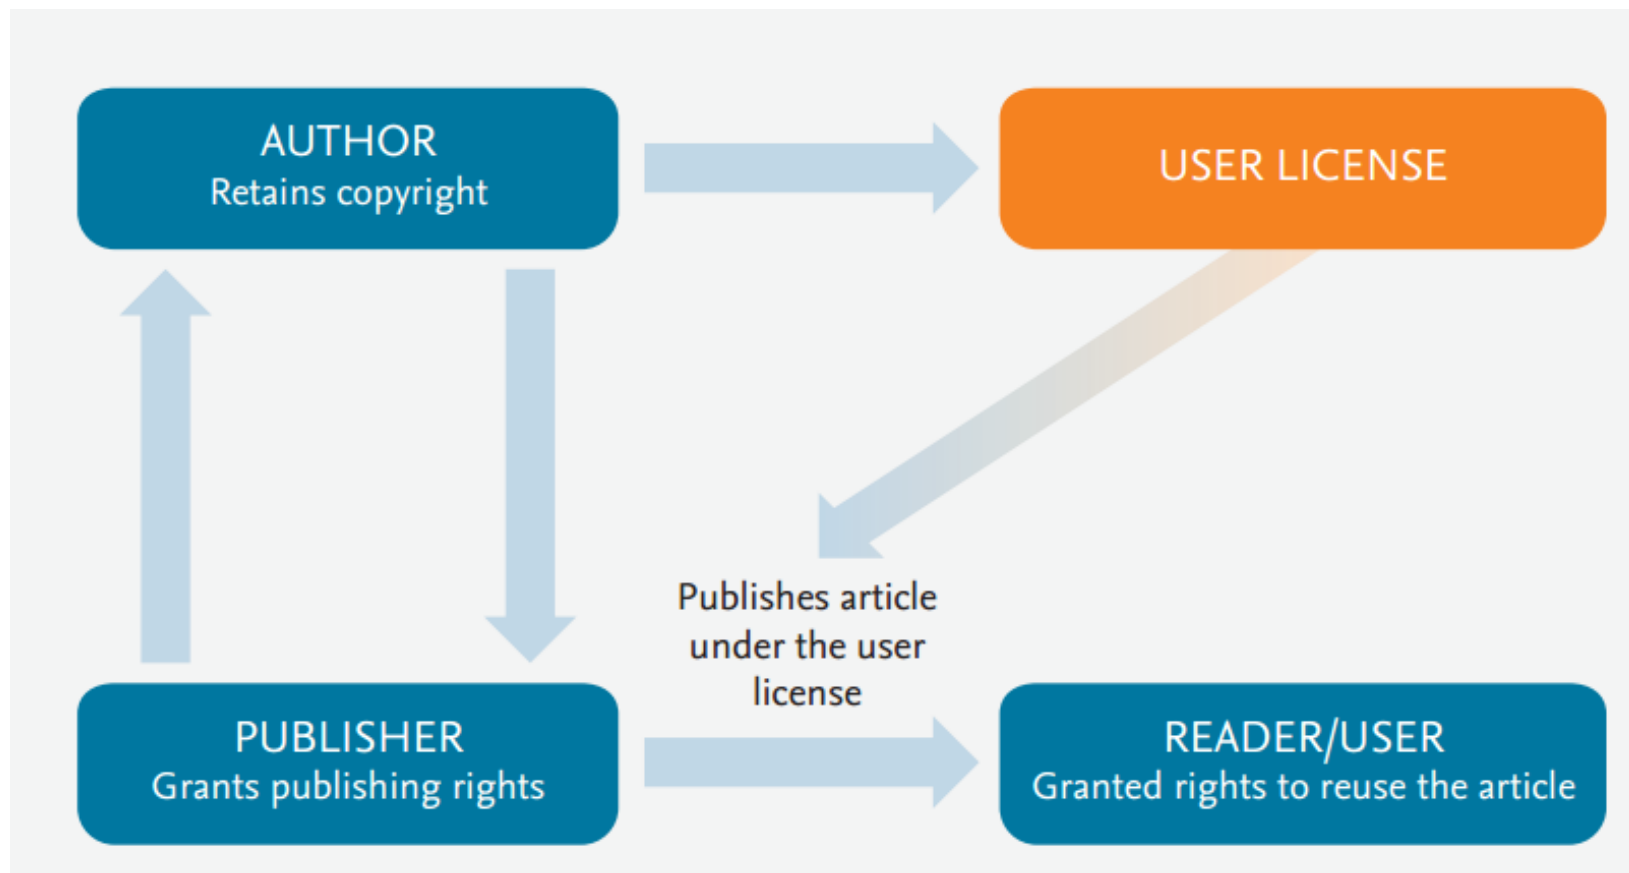 AUTHOR
Retains copyright
USER LICENSE
Publishes article
under the user
license
PUBLISHER
Grants publishing rights
READER/USER
Granted rights to reuse the article